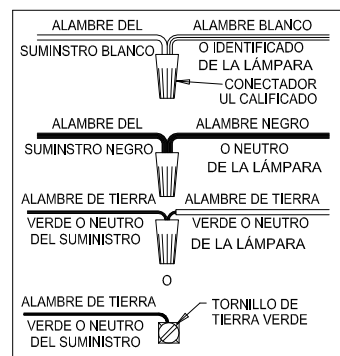 ALAMBRE DEL ALAMBRE BLANCO
SUMINSTRO BLANCO O IDENTIFICADO
DE LA LÁMPARA
CONECTADOR
UL CALIFICADO
ALAMBRE DEL ALAMBRE NEGRO
SUMINSTRO NEGRO O NEUTRO
DE LA LÁMPARA
ALAMBRE DE TIERRA ALAMBRE DE TIERRA
VERDE O NEUTRO VERDE O NEUTRO
DEL SUMINISTRO DE LA LÁMPARA
O
ALAMBRE DE TIERRA TORNILLO DE
VERDE O NEUTRO TIERRA VERDE
DEL SUMINISTRO